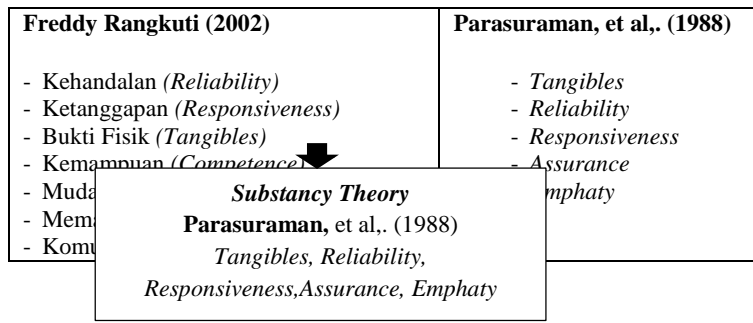 Freddy Rangkuti (2002)
- Kehandalan (Reliability)
- Ketanggapan (Responsiveness)
- Bukti Fisik (Tangibles)
- Kemampuan (Competence)
Parasuraman, et al,. (1988)
- Tangibles
- Reliability
- Responsiveness
- Assurance
Substancy Theory
Parasuraman, et al,. (1988)
Tangibles, Reliability,
Responsiveness,Assurance, Emphaty